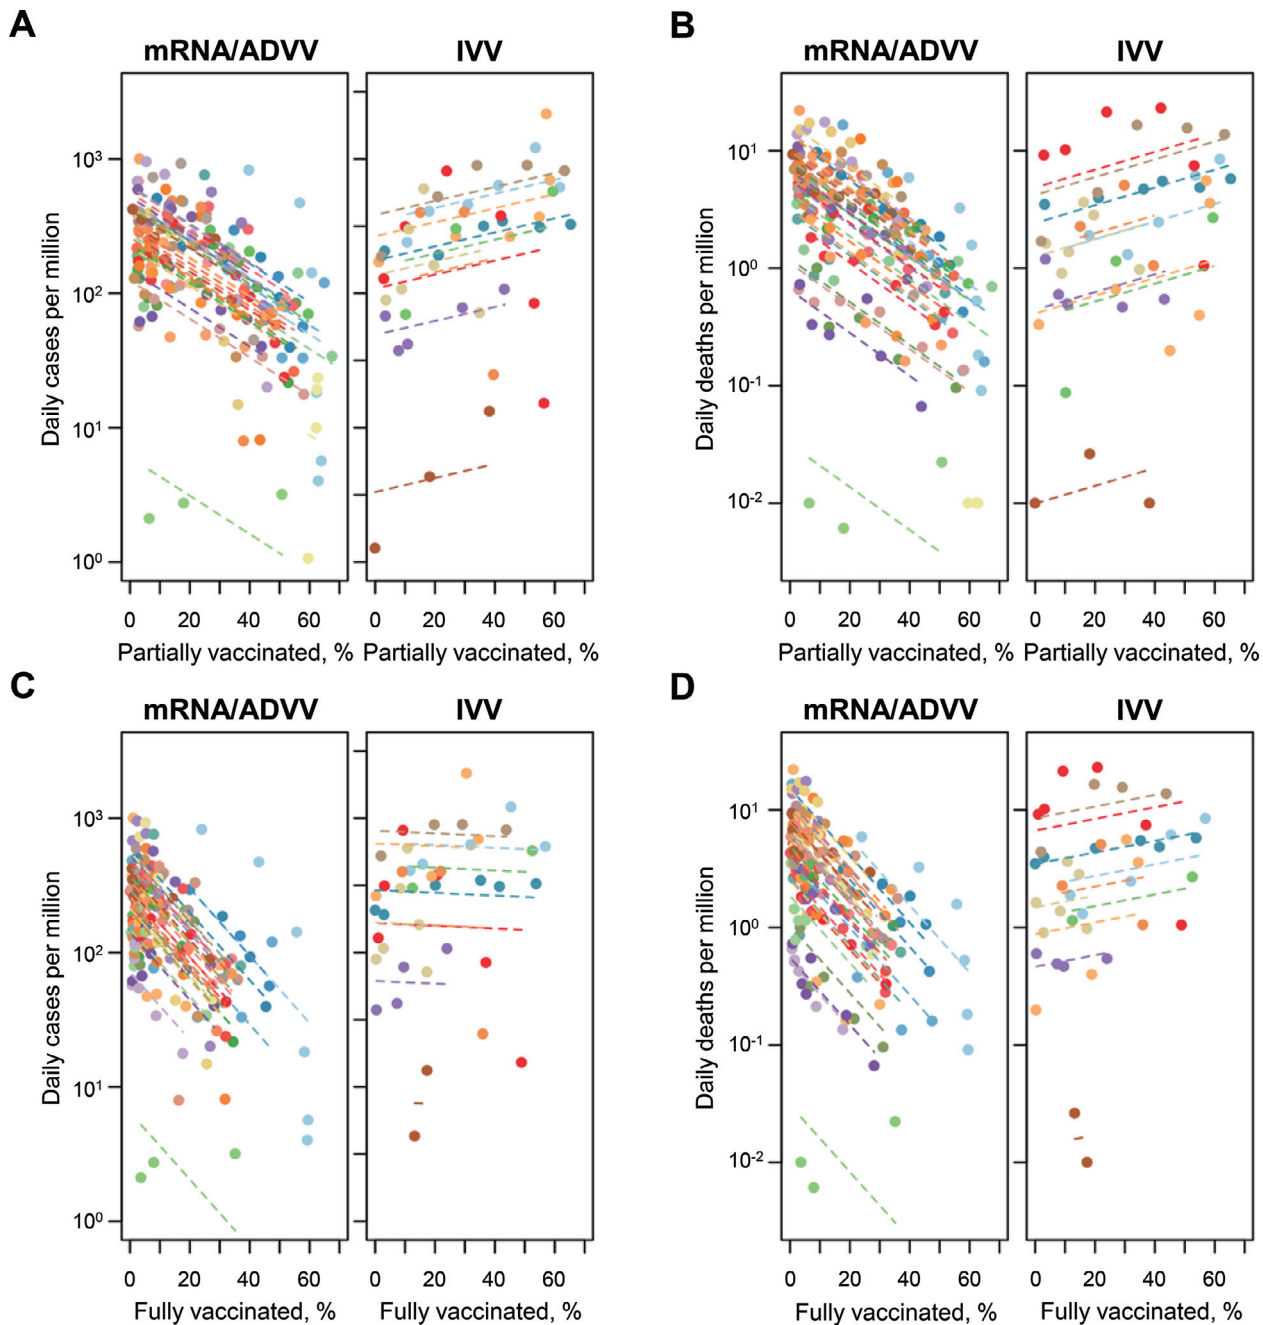 A
B
mRNA/ADVV IVV
mRNA/ADVV IVV
Daily cases per million
10³
10²
10¹
10⁰
0 20 40 60
0 20 40 60
Partially vaccinated, % Partially vaccinated, %
Daily deaths per million
10¹
10⁰
10⁻¹
10⁻²
0 20 40 60
0 20 40 60
Partially vaccinated, % Partially vaccinated, %
C
D
mRNA/ADVV IVV
mRNA/ADVV IVV
Daily cases per million
10³
10²
10¹
10⁰
0 20 40 60
0 20 40 60
Fully vaccinated, % Fully vaccinated, %
Daily deaths per million
10¹
10⁰
10⁻¹
10⁻²
0 20 40 60
0 20 40 60
Fully vaccinated, % Fully vaccinated, %